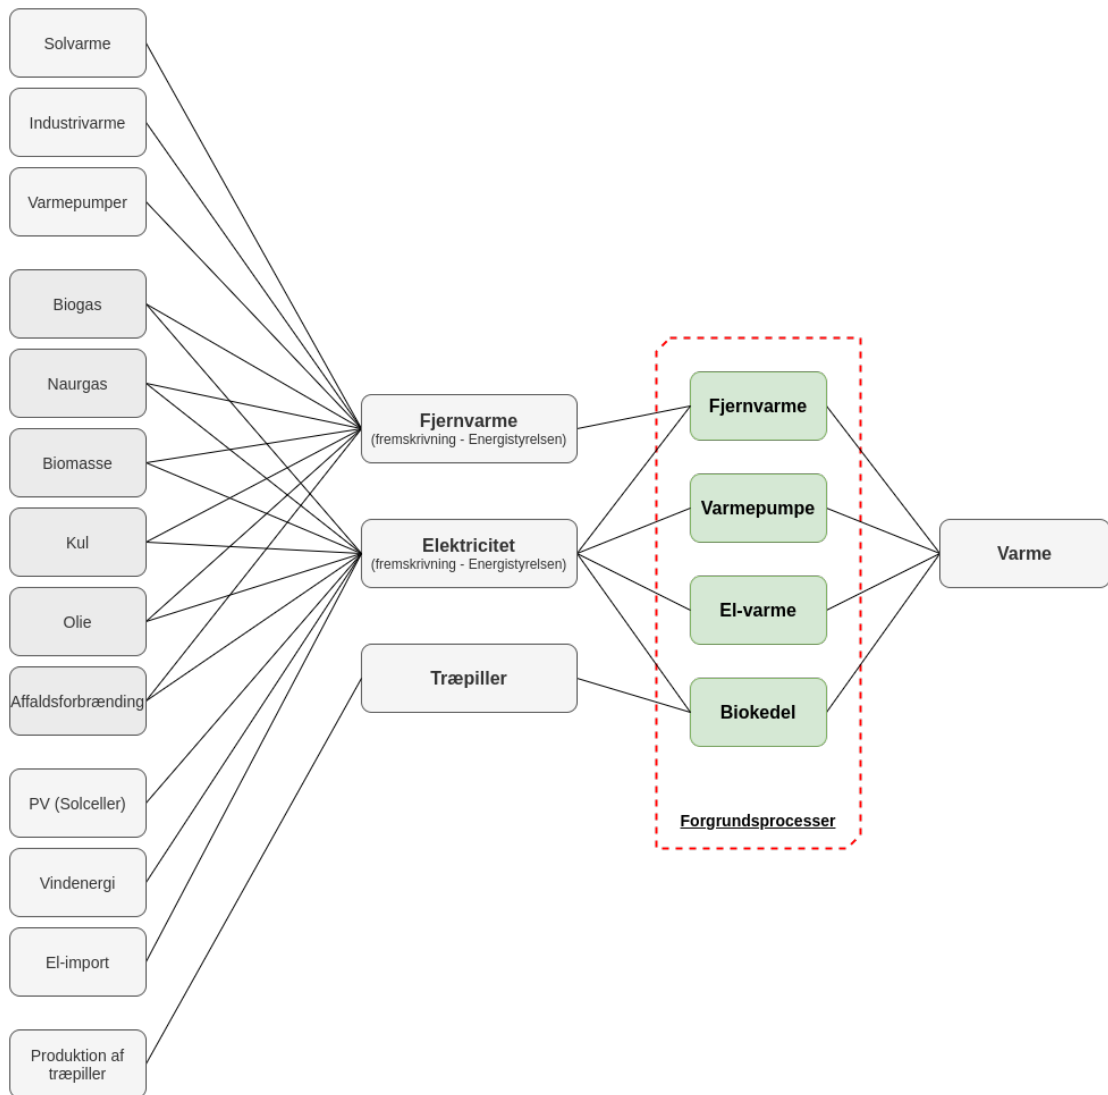 Solvarme
Industrivarme
Varmepumper
Biogas
Naurgas
Biomasse
Kul
Olie
Affaldsforbrænding
PV (Solceller)
Vindenergi
El-import
Produktion af
træpiller
Fjernvarme
(fremskrivning - Energistyrelsen)
Elektricitet
(fremskrivning - Energistyrelsen)
Træpiller
Fjernvarme
Varmepumpe
El-varme
Biokedel
Forgrundsprocesser
Varme